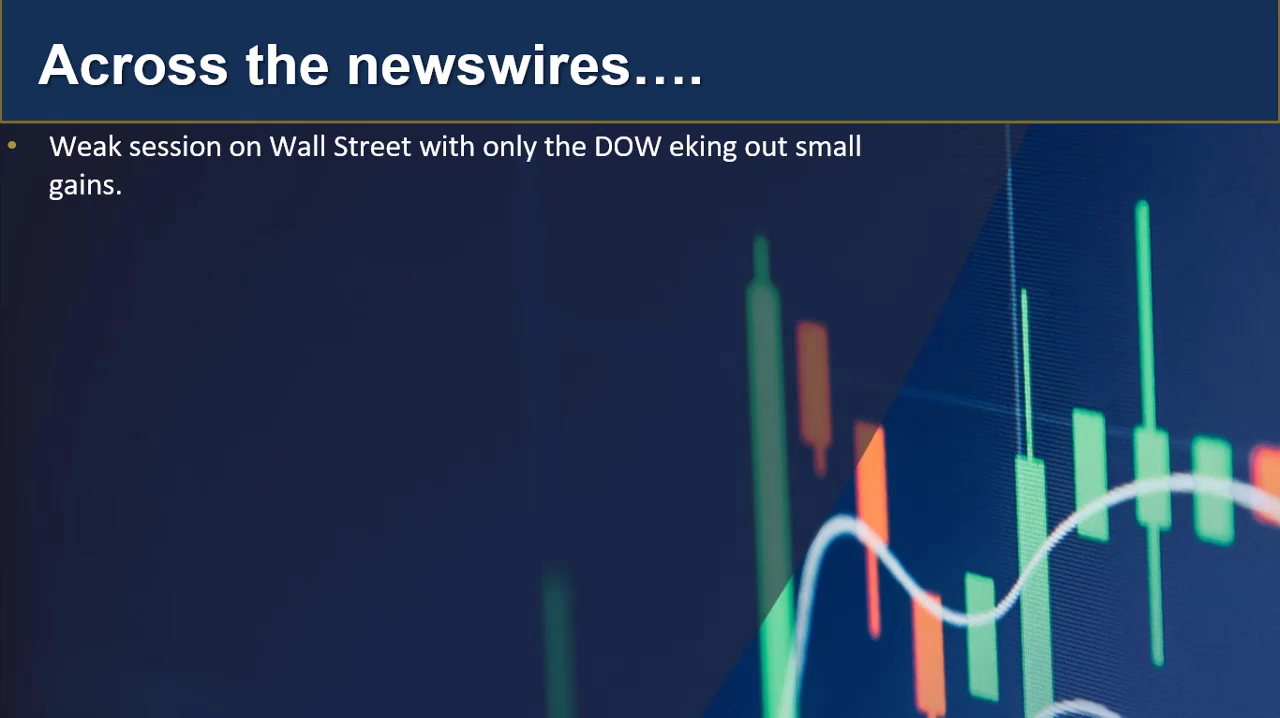 Across the newswires….
• Weak session on Wall Street with only the DOW eking out small
gains.